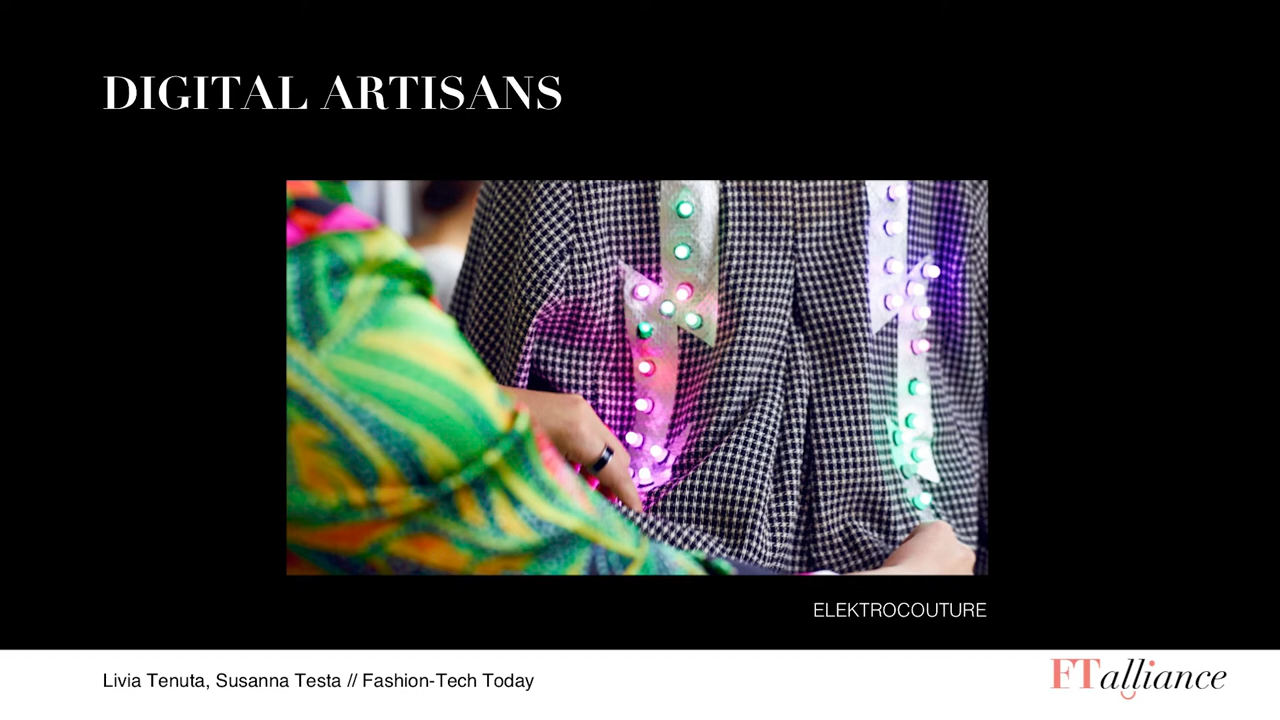 DIGITAL ARTISANS
ELEKTROCOUTURE
Livia Tenuta, Susanna Testa // Fashion-Tech Today
FTalliance